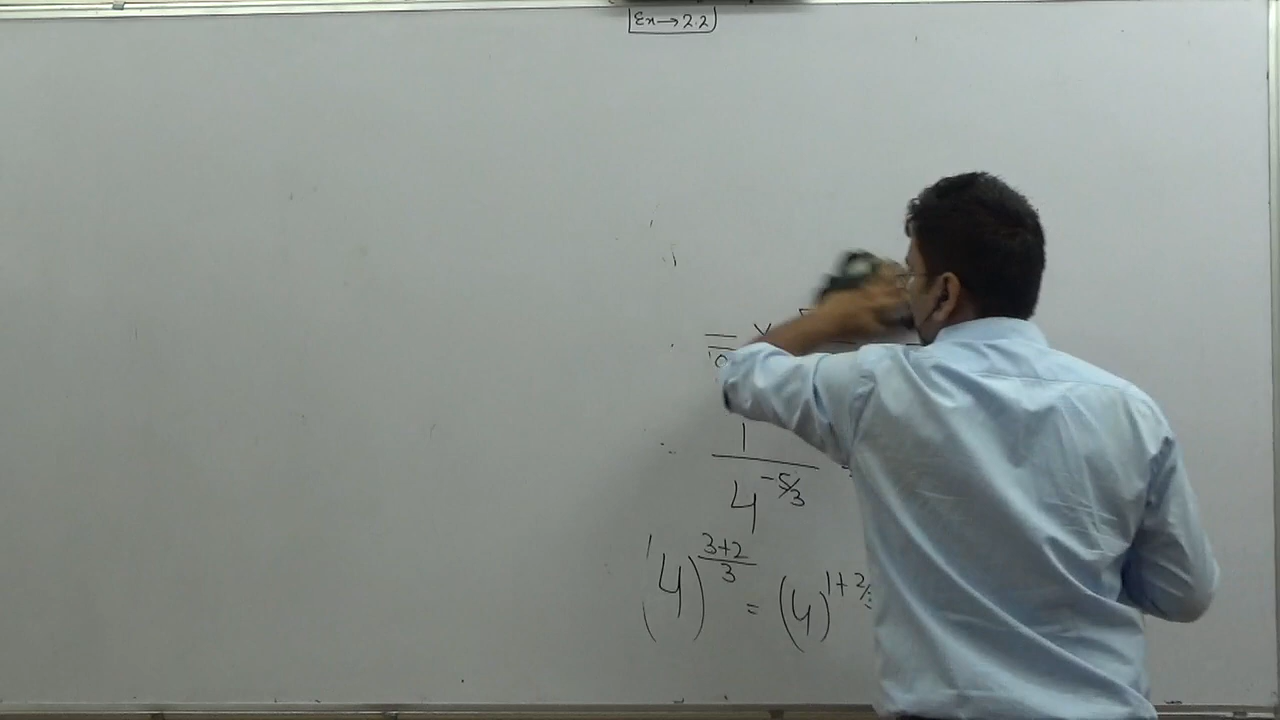 Ex→2.2
1 / 4^(-5/3)
(4)^((3+2)/3) = (4)^(1+2/3)